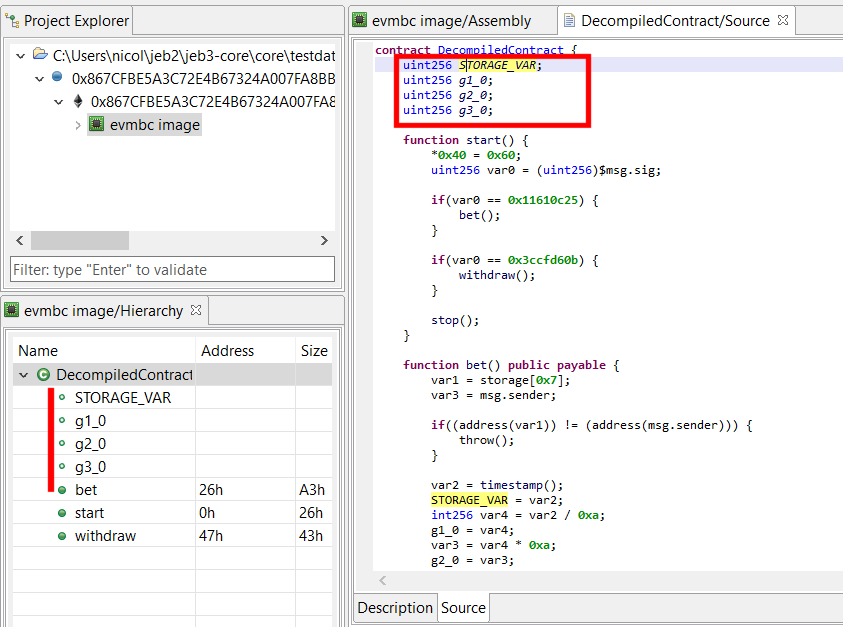 Project Explorer
C:\Users\nicol\jeb2\jeb3-core\core\testdat
0x867CFBE5A3C72E4B67324A007FA8BB
0x867CFBE5A3C72E4B67324A007FA8
evmbc image
Filter: type "Enter" to validate
evmbc image/Hierarchy
Name Address Size
DecompiledContract
STORAGE_VAR
g1_0
g2_0
g3_0
bet 26h A3h
start 0h 26h
withdraw 47h 43h
evmbc image/Assembly
DecompiledContract/Source
contract DecompiledContract {
uint256 STORAGE_VAR;
uint256 g1_0;
uint256 g2_0;
uint256 g3_0;
function start() {
*0x40 = 0x60;
uint256 var0 = (uint256)$msg.sig;
if(var0 == 0x11610c25) {
bet();
}
if(var0 == 0x3ccfd60b) {
withdraw();
}
stop();
}
function bet() public payable {
var1 = storage[0x7];
var3 = msg.sender;
if((address(var1)) != (address(msg.sender))) {
throw();
}
var2 = timestamp();
STORAGE_VAR = var2;
int256 var4 = var2 / 0xa;
g1_0 = var4;
var3 = var4 * 0xa;
g2_0 = var3;
Description Source